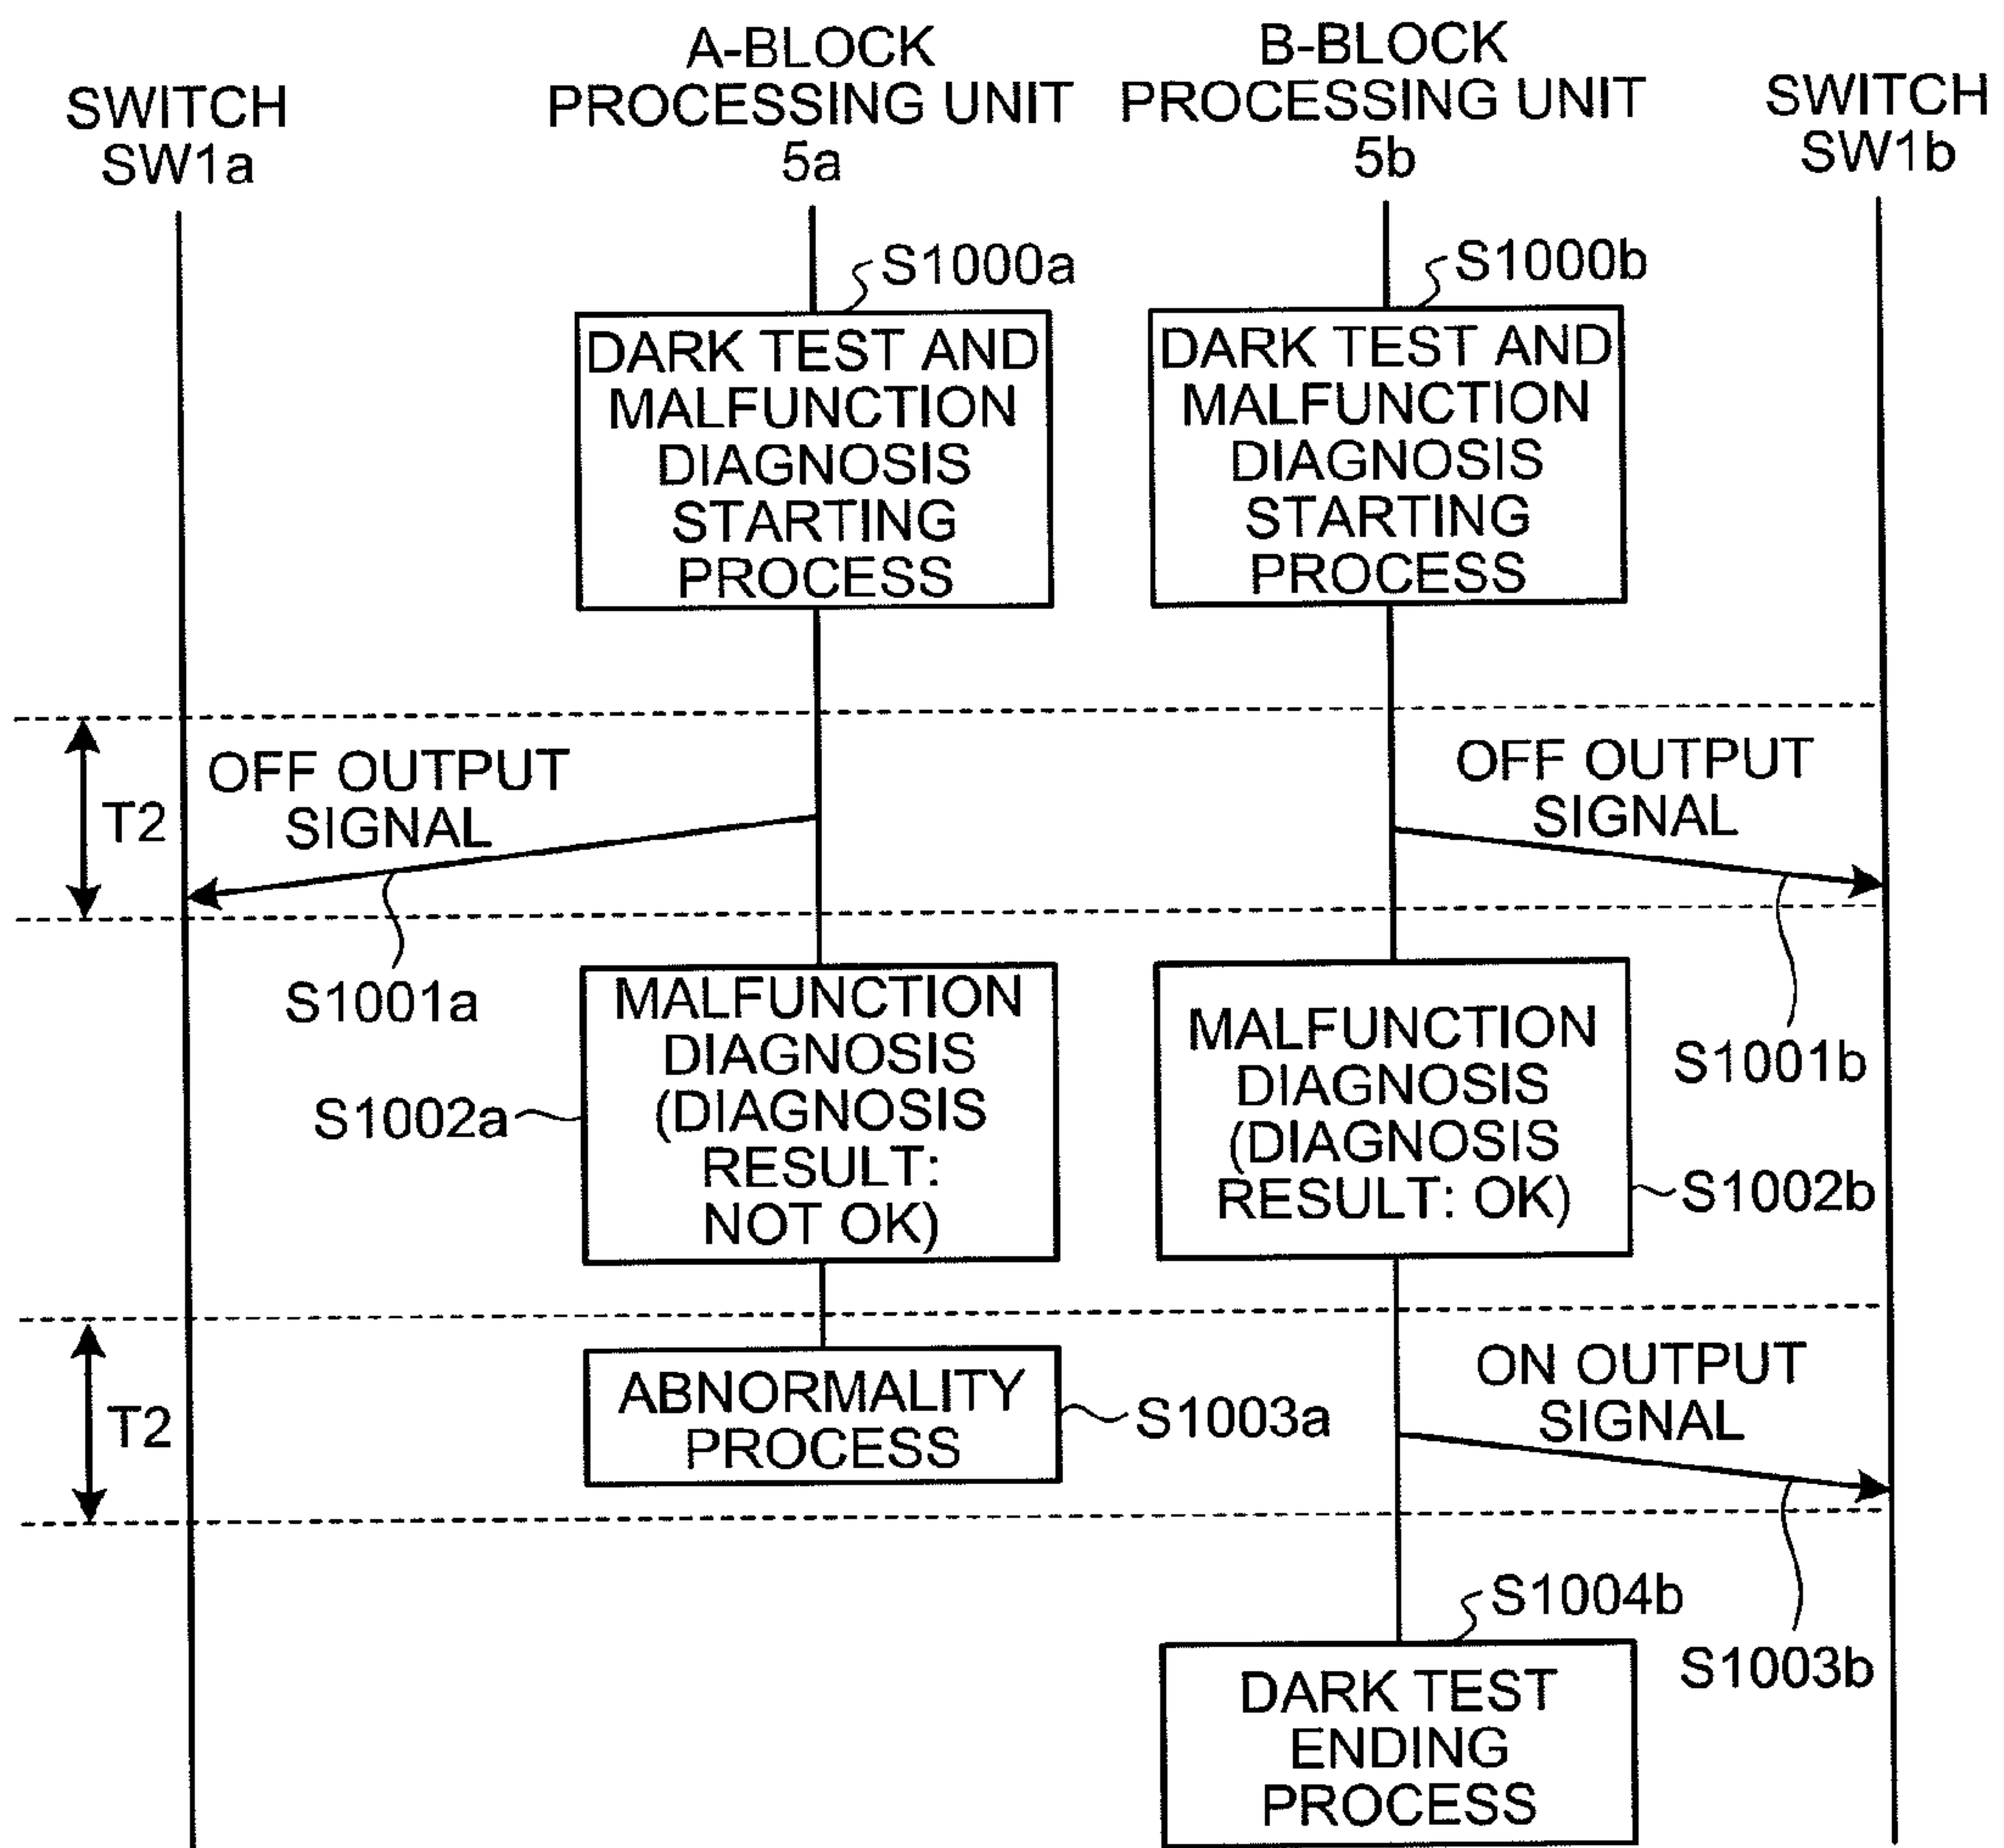 SWITCH
SW1a
A-BLOCK
PROCESSING UNIT
5a
B-BLOCK
PROCESSING UNIT
5b
SWITCH
SW1b
S1000a
DARK TEST AND
MALFUNCTION
DIAGNOSIS
STARTING
PROCESS
S1000b
DARK TEST AND
MALFUNCTION
DIAGNOSIS
STARTING
PROCESS
T2
OFF OUTPUT
SIGNAL
S1001a
OFF OUTPUT
SIGNAL
S1001b
S1002a
MALFUNCTION
DIAGNOSIS
(DIAGNOSIS
RESULT:
NOT OK)
MALFUNCTION
DIAGNOSIS
(DIAGNOSIS
RESULT: OK)
S1002b
T2
ABNORMALITY
PROCESS
S1003a
ON OUTPUT
SIGNAL
S1003b
S1004b
DARK TEST
ENDING
PROCESS